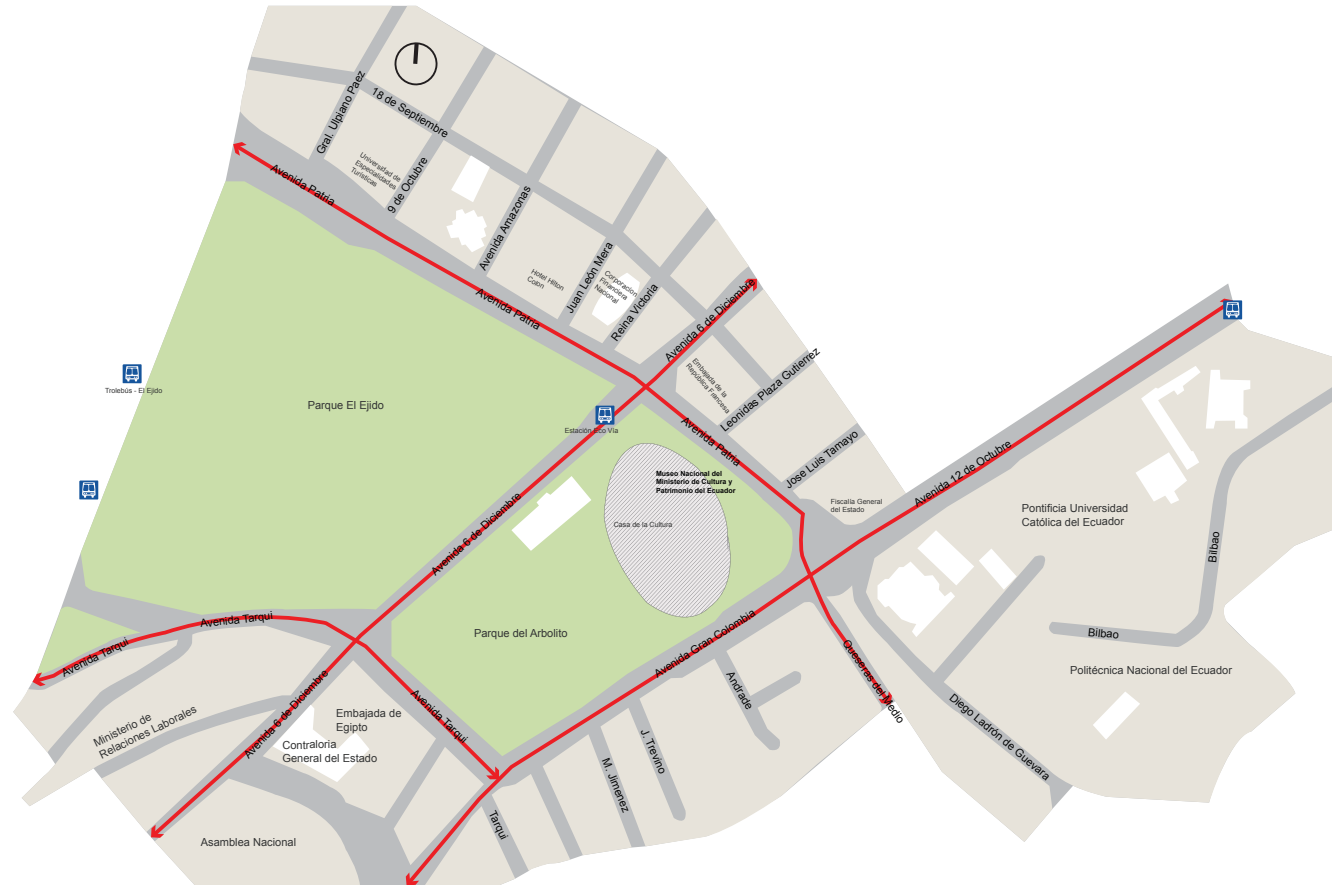 Gral. Ulpiano Paez
18 de Septiembre
Universidad de
Especialidades
Turísticas
9 de Octubre
Avenida Patria
Avenida Amazonas
Hotel Hilton
Colón
Juan León Mera
Corporacion
Financiera
Nacional
Reina Victoria
Avenida Patria
Avenida 6 de Diciembre
Embajada de la
República Francesa
Leonidas Plaza Gutierrez
Trolebús - El Ejido
Parque El Ejido
Estación Eco Vía
Avenida Patria
Jose Luis Tamayo
Avenida 12 de Octubre
Museo Nacional del
Ministerio de Cultura y
Patrimonio del Ecuador
Casa de la Cultura
Fiscalía General
del Estado
Pontificia Universidad
Católica del Ecuador
Bilbao
Avenida 6 de Diciembre
Avenida Tarqui
Avenida Tarqui
Parque del Arbolito
Avenida Gran Colombia
Bilbao
Politécnica Nacional del Ecuador
Queseras del Medio
Andrade
Diego Ladrón de Guevara
Ministerio de
Relaciones Laborales
Avenida 6 de Diciembre
Embajada de
Egipto
Contraloria
General del Estado
Avenida Tarqui
J. Trevino
M. Jimenez
Tarqui
Asamblea Nacional